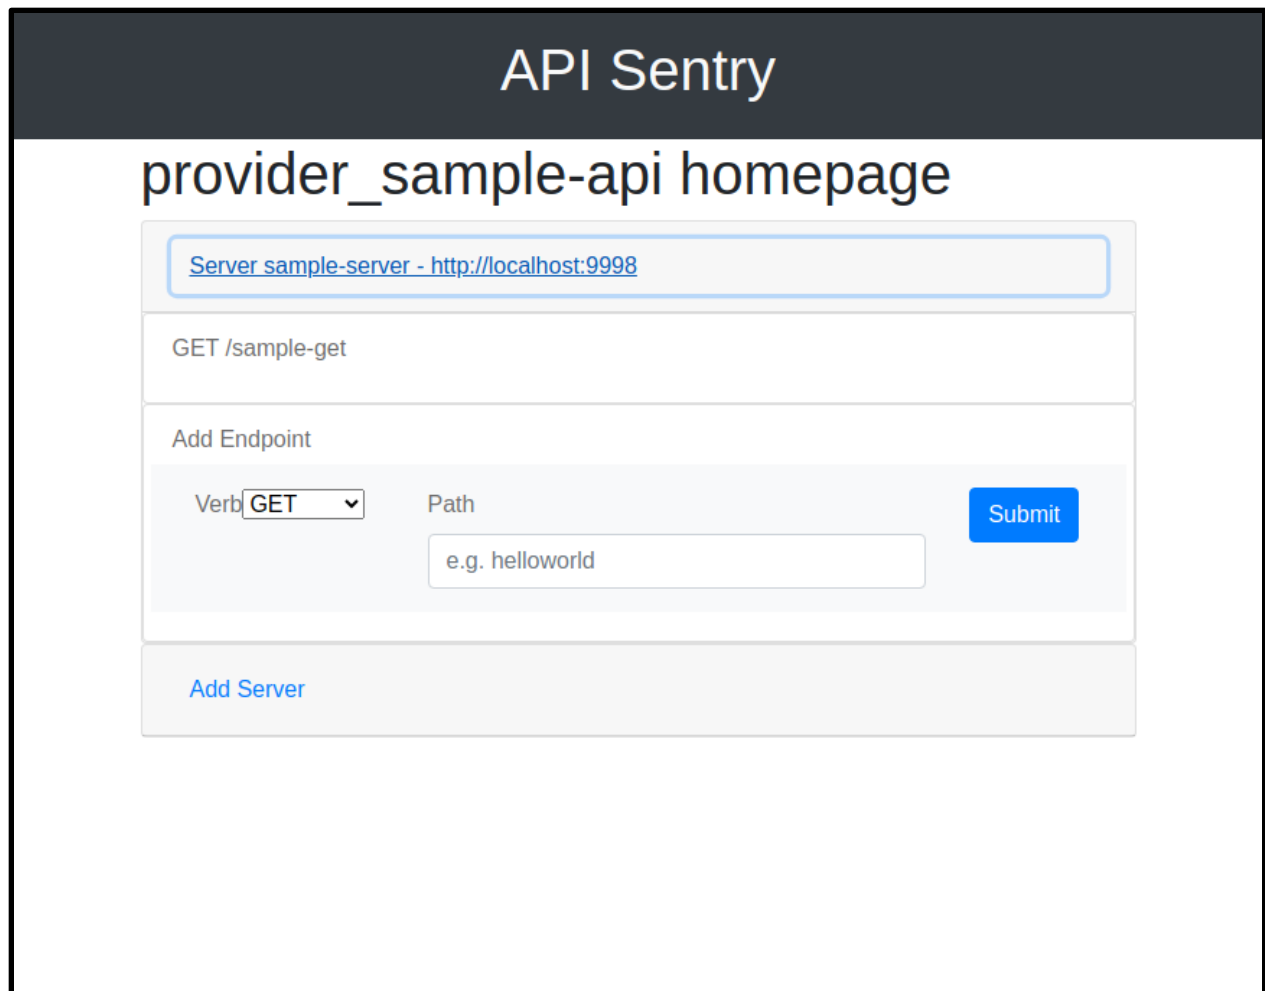 API Sentry
provider_sample-api homepage
Server sample-server - http://localhost:9998
GET /sample-get
Add Endpoint
Verb GET Path Submit
e.g. helloworld
Add Server